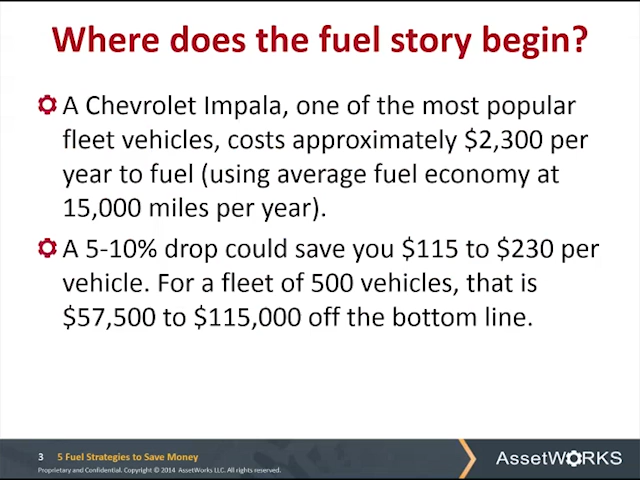 Where does the fuel story begin?
A Chevrolet Impala, one of the most popular
fleet vehicles, costs approximately $2,300 per
year to fuel (using average fuel economy at
15,000 miles per year).
A 5-10% drop could save you $115 to $230 per
vehicle. For a fleet of 500 vehicles, that is
$57,500 to $115,000 off the bottom line.
3 5 Fuel Strategies to Save Money
Proprietary and Confidential. Copyright © 2014 AssetWorks LLC. All rights reserved.
AssetWORKS